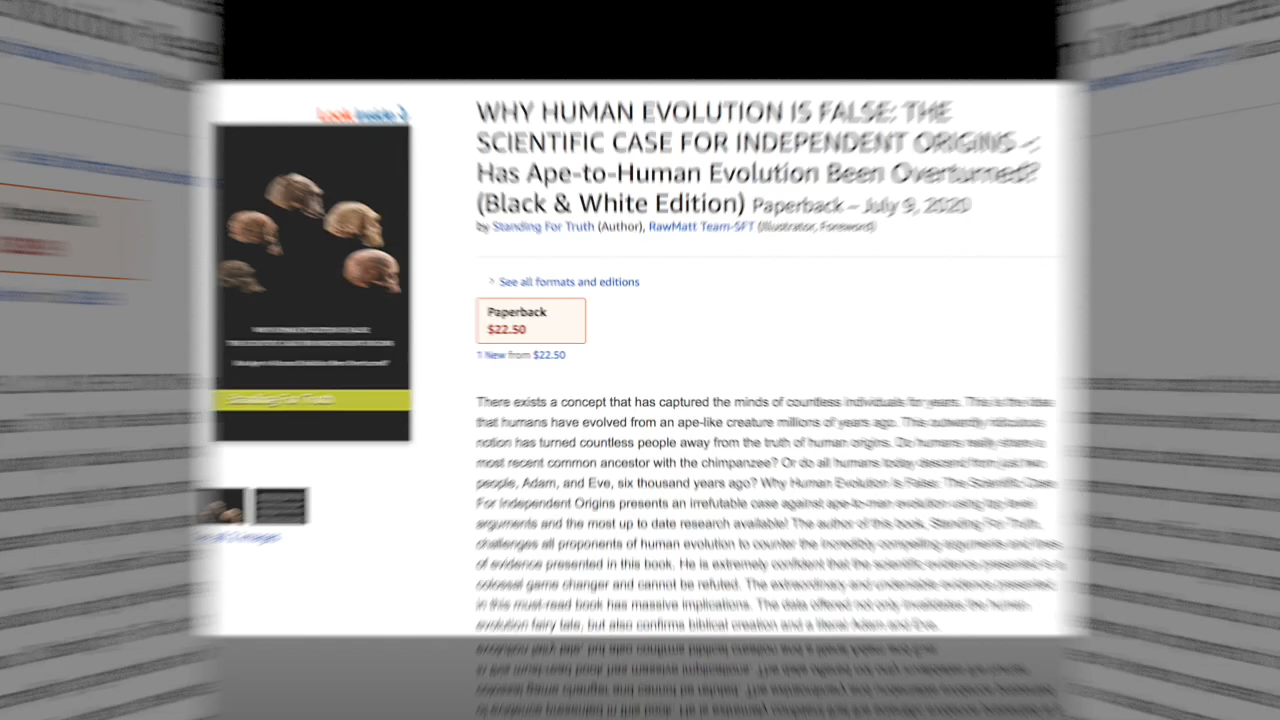 Look inside
WHY HUMAN EVOLUTION IS FALSE: THE
SCIENTIFIC CASE FOR INDEPENDENT ORIGINS -:
Has Ape-to-Human Evolution Been Overturned?
(Black & White Edition) Paperback – July 9, 2020
by Standing For Truth (Author), RawMatt Team-SFT (Illustrator, Foreword)
See all formats and editions
Paperback
$22.50
1 New from $22.50
Standing For Truth
There exists a concept that has captured the minds of countless individuals for years. This is the idea
that humans have evolved from an ape-like creature millions of years ago. This outwardly ridiculous
notion has turned countless people away from the truth of human origins. Do humans really share a
most recent common ancestor with the chimpanzee? Or do all humans today descend from just two
people, Adam, and Eve, six thousand years ago? Why Human Evolution Is False: The Scientific Case
For Independent Origins presents an irrefutable case against ape-to-man evolution using top level
arguments and the most up to date research available! The author of this book, Standing For Truth,
challenges all proponents of human evolution to counter the incredibly compelling arguments and lines
of evidence presented in this book. He is extremely confident that the scientific evidence presented is a
colossal game changer and cannot be refuted. The extraordinary and undeniable evidence presented
in this must-read book has massive implications. The data offered not only invalidates the human
evolution fairy tale, but also confirms biblical creation and a literal Adam and Eve.